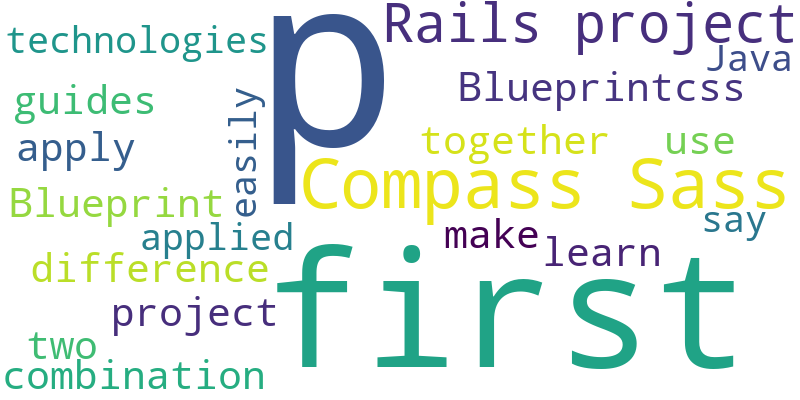 technologies
p
Rails project
Java
guides
Blueprintcss
easily
apply
together
use
Compass Sass
Blueprint
applied
make
say
learn
difference
first
project
two
combination